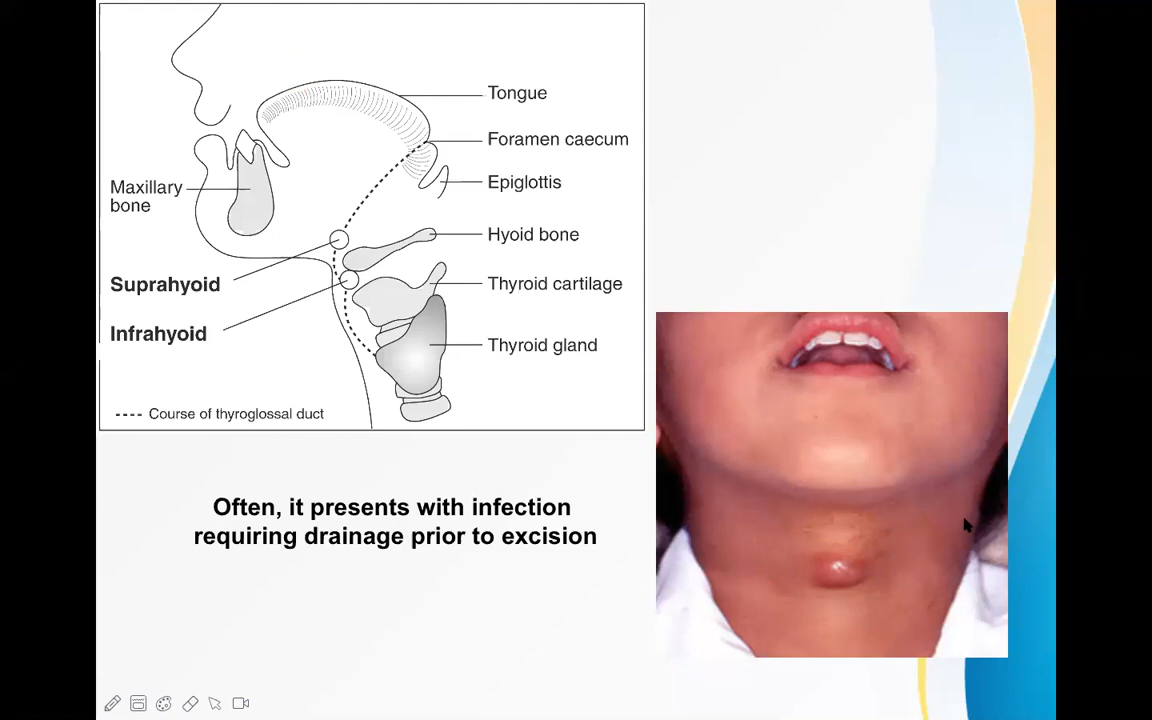 Tongue
Foramen caecum
Epiglottis
Maxillary
bone
Hyoid bone
Suprahyoid
Thyroid cartilage
Infrahyoid
Thyroid gland
Course of thyroglossal duct
Often, it presents with infection
requiring drainage prior to excision